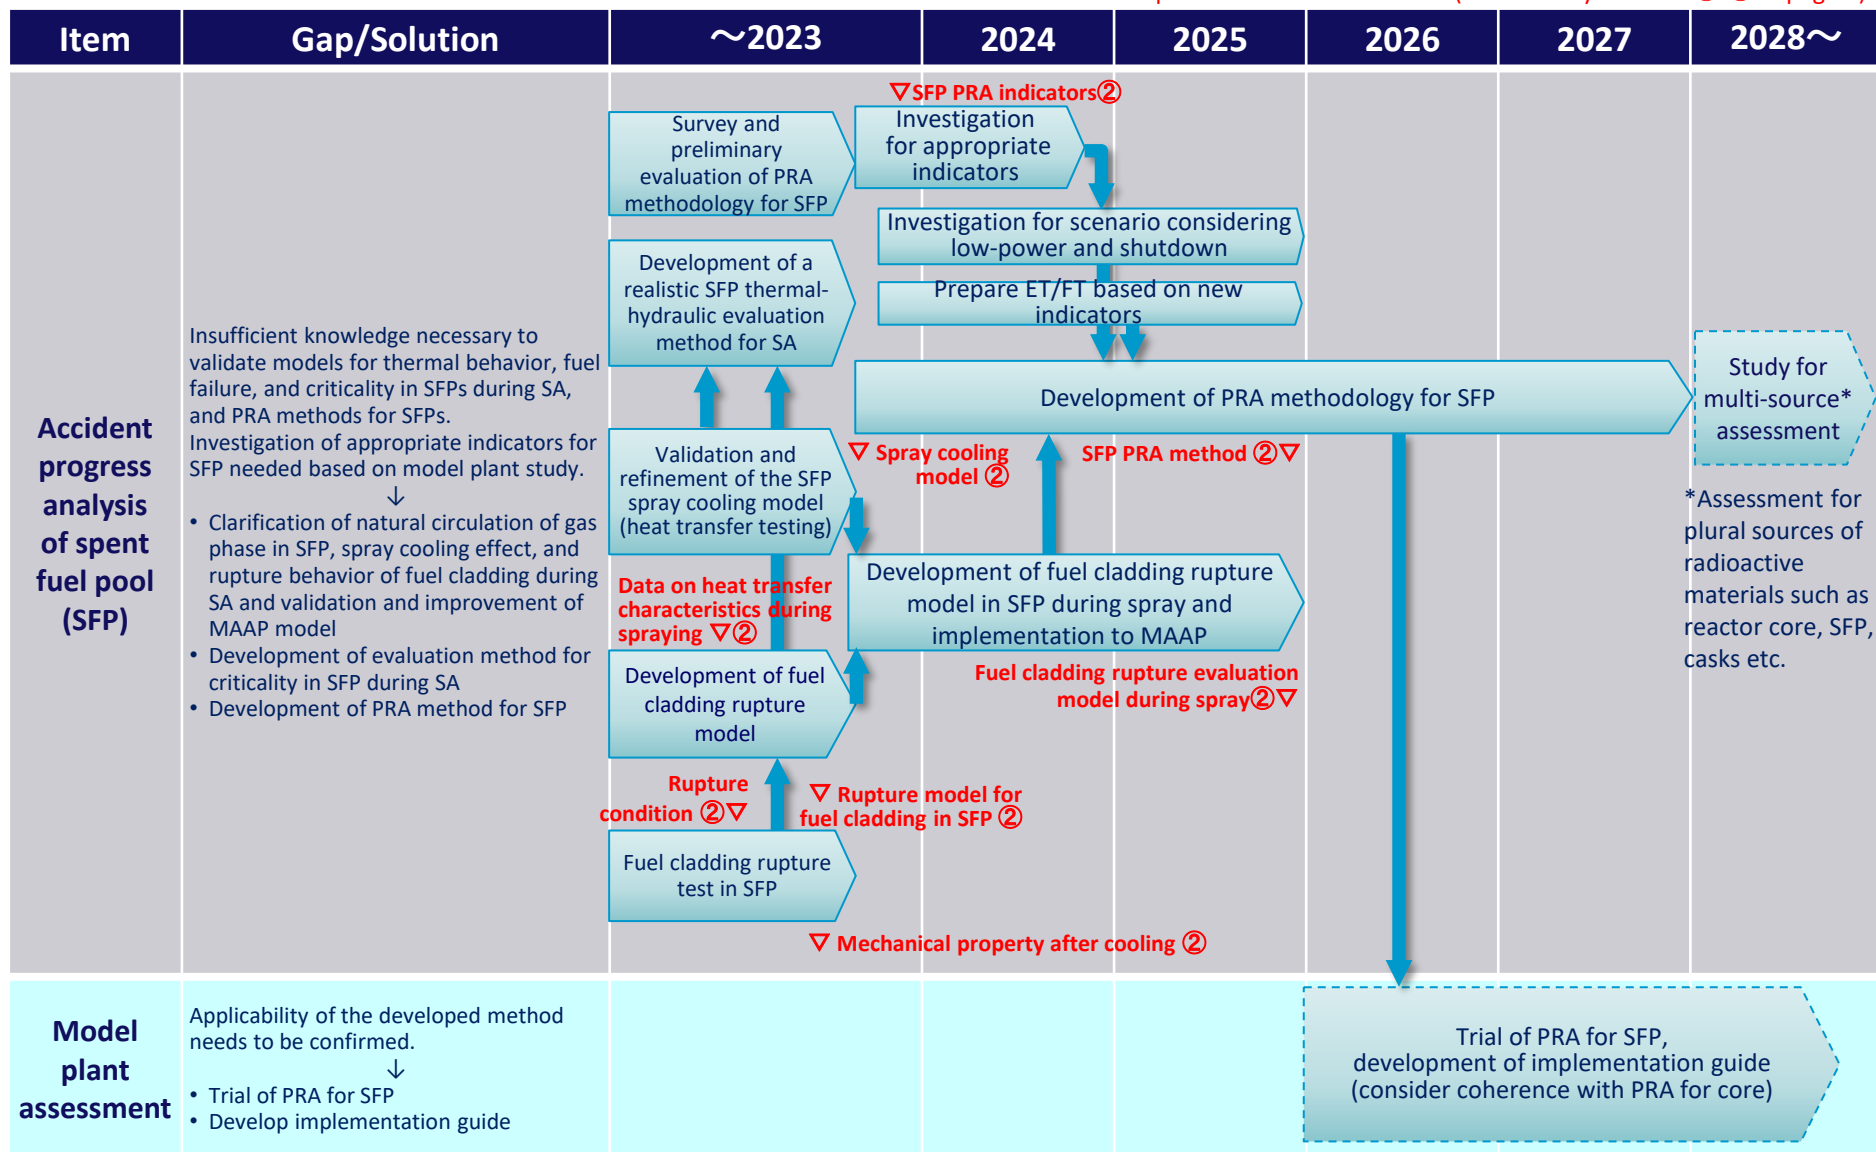 Item
Gap/Solution
～2023
2024
2025
2026
2027
2028～
Accident
progress
analysis
of spent
fuel pool
(SFP)
Insufficient knowledge necessary to
validate models for thermal behavior, fuel
failure, and criticality in SFPs during SA,
and PRA methods for SFPs.
Investigation of appropriate indicators for
SFP needed based on model plant study.
↓
• Clarification of natural circulation of gas
phase in SFP, spray cooling effect, and
rupture behavior of fuel cladding during
SA and validation and improvement of
MAAP model
• Development of evaluation method for
criticality in SFP during SA
• Development of PRA method for SFP
Survey and
preliminary
evaluation of PRA
methodology for SFP
▽SFP PRA indicators②
Investigation
for appropriate
indicators
Investigation for scenario considering
low-power and shutdown
Development of a
realistic SFP thermal-
hydraulic evaluation
method for SA
Prepare ET/FT based on new
indicators
Development of PRA methodology for SFP
Study for
multi-source*
assessment
*Assessment for
plural sources of
radioactive
materials such as
reactor core, SFP,
casks etc.
Validation and
refinement of the SFP
spray cooling model
(heat transfer testing)
▽ Spray cooling
model ②
SFP PRA method ②▽
Data on heat transfer
characteristics during
spraying ▽②
Development of fuel cladding rupture
model in SFP during spray and
implementation to MAAP
Fuel cladding rupture evaluation
model during spray②▽
Development of fuel
cladding rupture
model
Rupture
condition ②▽
▽ Rupture model for
fuel cladding in SFP ②
Fuel cladding rupture
test in SFP
▽ Mechanical property after cooling ②
Model
plant
assessment
Applicability of the developed method
needs to be confirmed.
↓
• Trial of PRA for SFP
• Develop implementation guide
Trial of PRA for SFP,
development of implementation guide
(consider coherence with PRA for core)